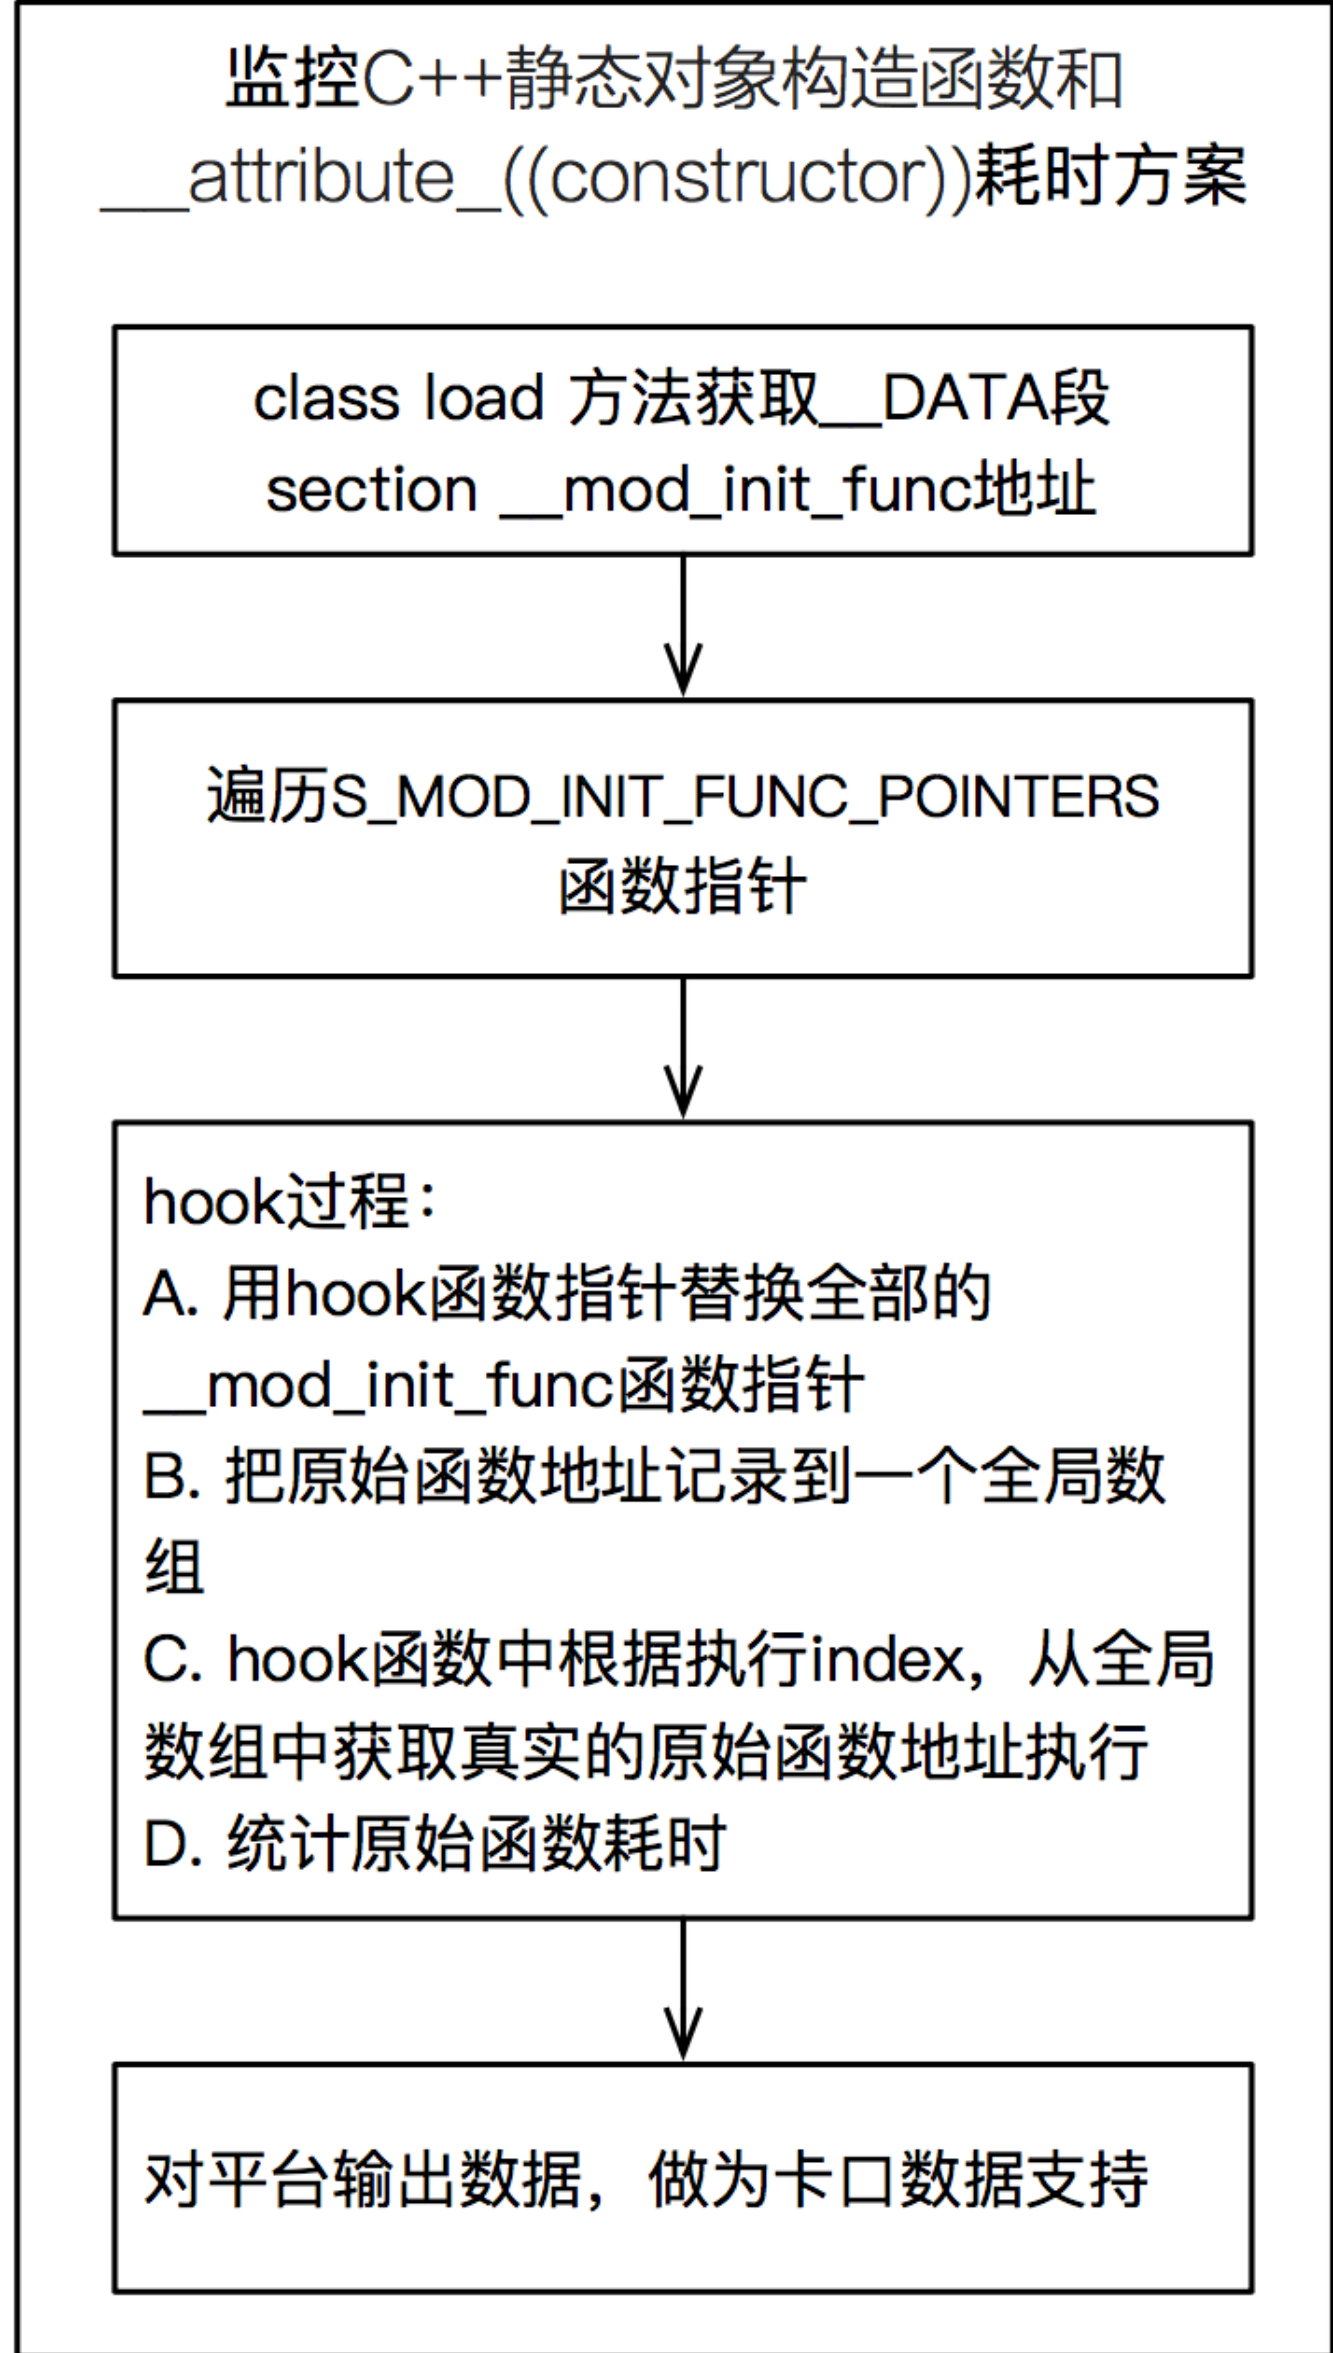 监控C++静态对象构造函数和
__attribute_((constructor))耗时方案
class load 方法获取__DATA段
section __mod_init_func地址
遍历S_MOD_INIT_FUNC_POINTERS
函数指针
hook过程：
A. 用hook函数指针替换全部的
__mod_init_func函数指针
B. 把原始函数地址记录到一个全局数
组
C. hook函数中根据执行index，从全局
数组中获取真实的原始函数地址执行
D. 统计原始函数耗时
对平台输出数据，做为卡口数据支持